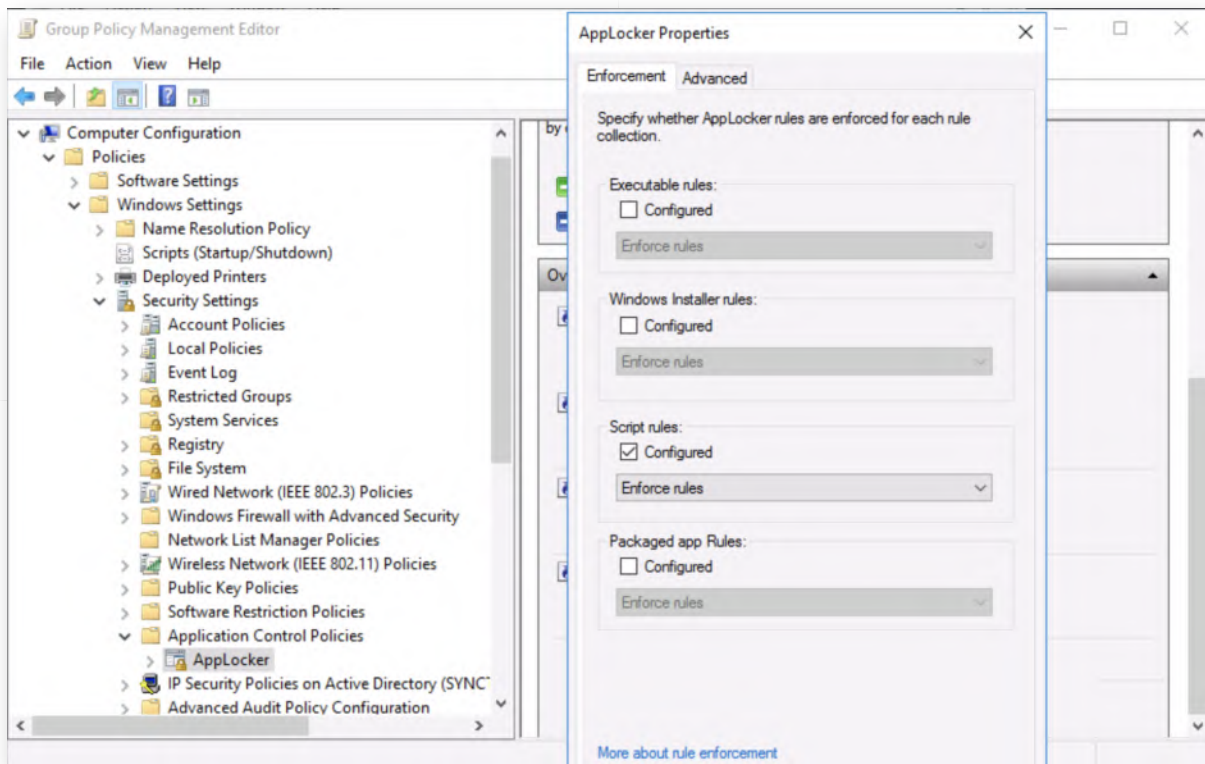 Group Policy Management Editor
File Action View Help
Computer Configuration
Policies
Software Settings
Windows Settings
Name Resolution Policy
Scripts (Startup/Shutdown)
Deployed Printers
Security Settings
Account Policies
Local Policies
Event Log
Restricted Groups
System Services
Registry
File System
Wired Network (IEEE 802.3) Policies
Windows Firewall with Advanced Security
Network List Manager Policies
Wireless Network (IEEE 802.11) Policies
Public Key Policies
Software Restriction Policies
Application Control Policies
AppLocker
IP Security Policies on Active Directory (SYNC
Advanced Audit Policy Configuration
by
Ov
AppLocker Properties
Enforcement Advanced
Specify whether AppLocker rules are enforced for each rule
collection.
Executable rules:
Configured
Enforce rules
Windows Installer rules:
Configured
Enforce rules
Script rules:
Configured
Enforce rules
Packaged app Rules:
Configured
Enforce rules
More about rule enforcement